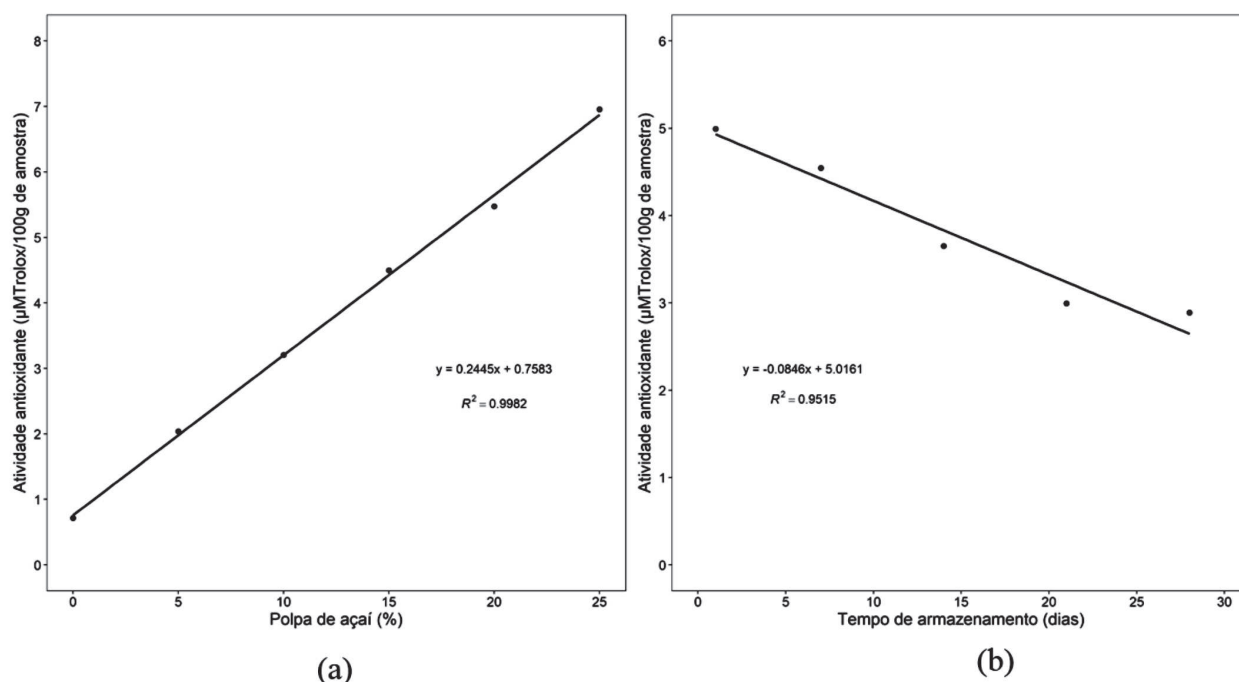 Atividade antioxidante (µMTrolox/100g de amostra)
8
7
6
5
4
3
2
1
0
y = 0.2445x + 0.7583
R² = 0.9982
0 5 10 15 20 25
Polpa de açaí (%)
(a)
Atividade antioxidante (µMTrolox/100g de amostra)
6
5
4
3
2
1
0
y = -0.0846x + 5.0161
R² = 0.9515
0 5 10 15 20 25 30
Tempo de armazenamento (dias)
(b)